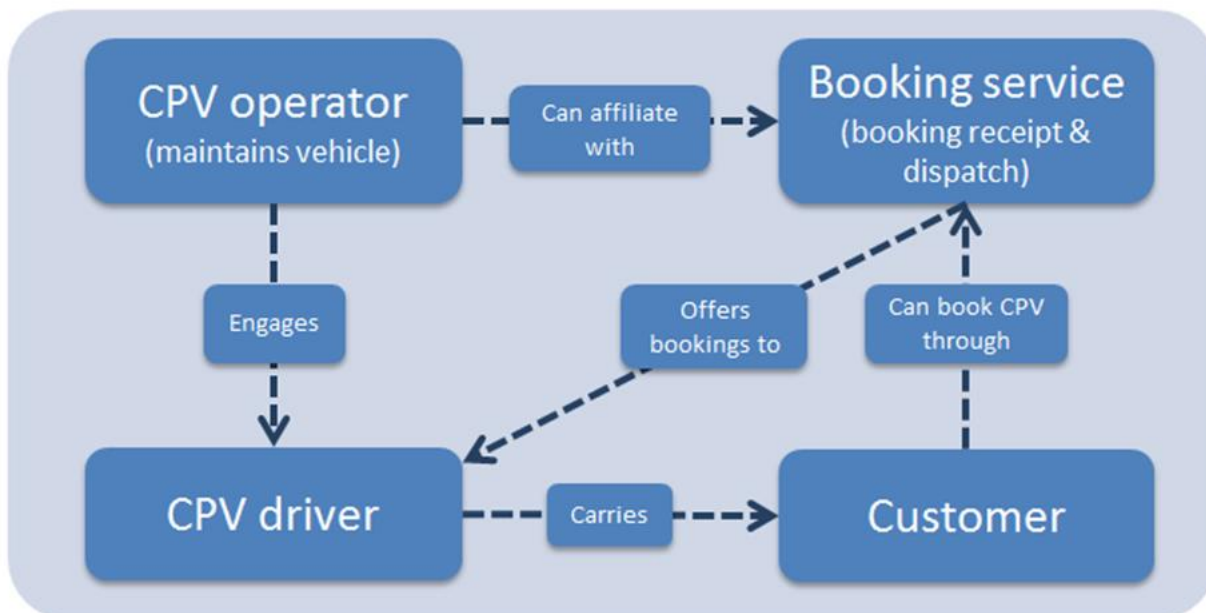 CPV operator
(maintains vehicle)
Can affiliate
with
Booking service
(booking receipt &
dispatch)
Engages
Offers
bookings to
Can book CPV
through
CPV driver
Carries
Customer